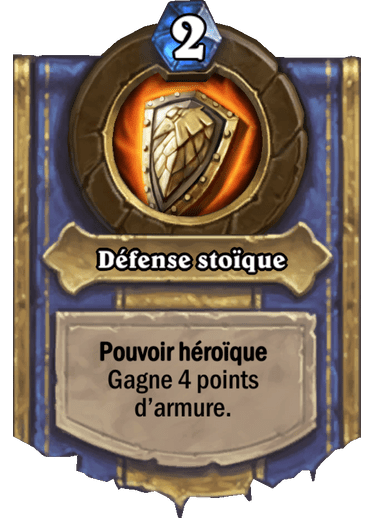 2
Défense stoïque
Pouvoir héroïque
Gagne 4 points
d'armure.